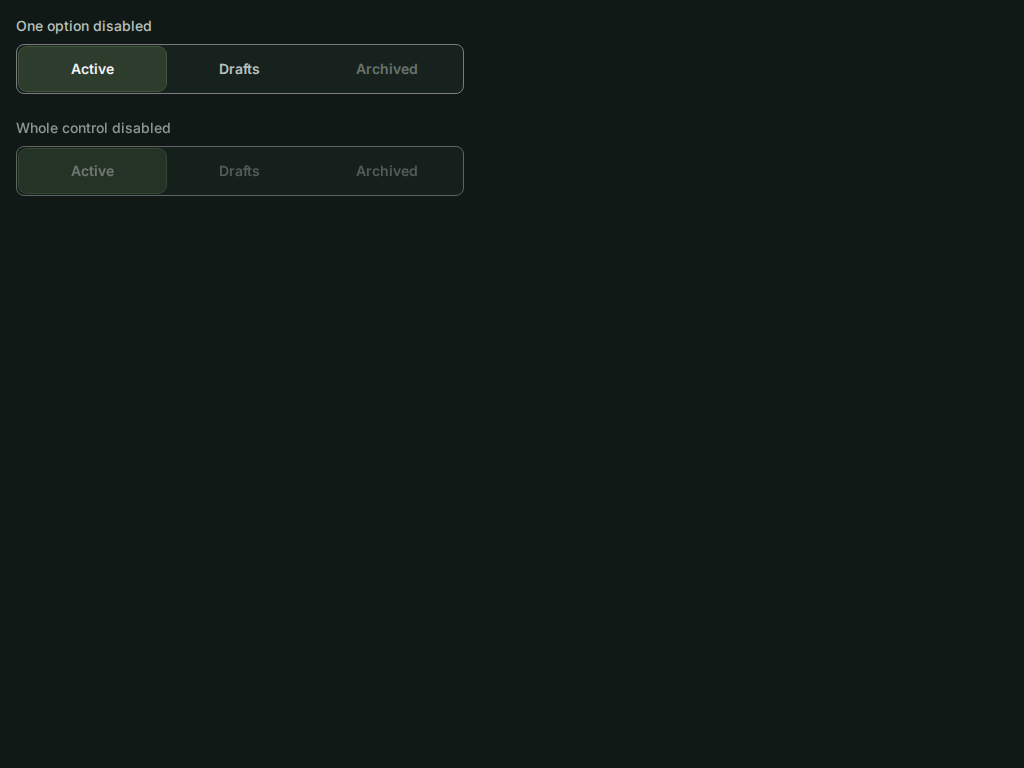 One option disabled
Active Drafts Archived
Whole control disabled
Active Drafts Archived